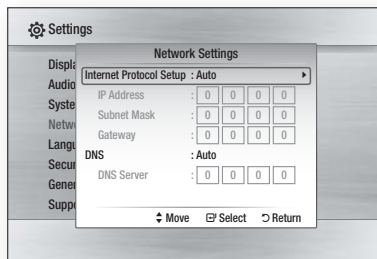 Settings
Network Settings
Displa
Internet Protocol Setup : Auto
Audio
IP Address : 0 0 0 0
Syste
Subnet Mask : 0 0 0 0
Netwo
Gateway : 0 0 0 0
Langu
DNS : Auto
Secur
DNS Server : 0 0 0 0
Gener
Suppo
Move Select Return